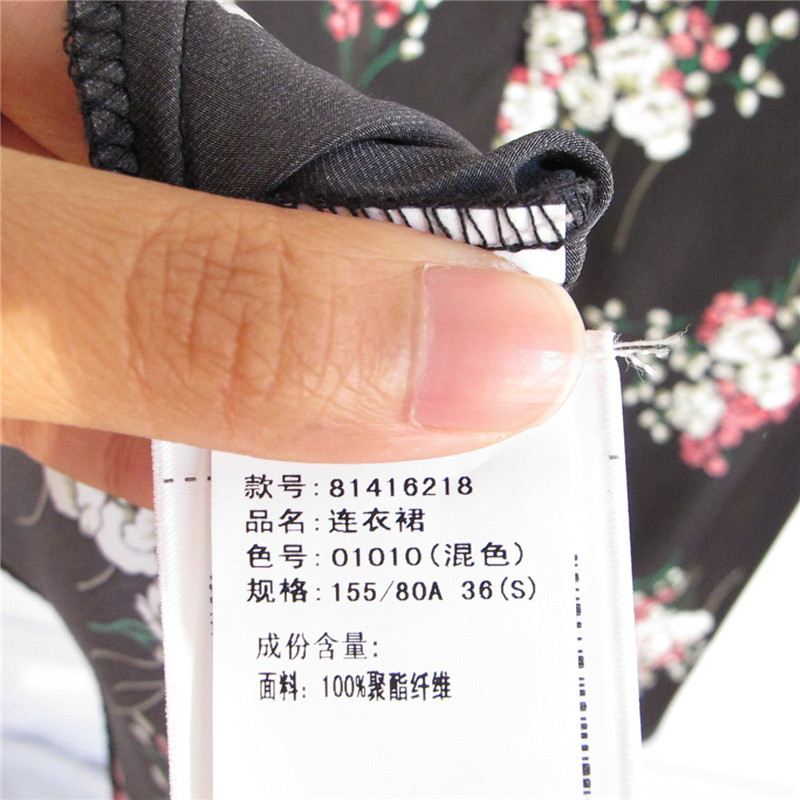 款号:81416218
品名:连衣裙
色号:01010(混色)
规格:155/80A 36(S)
成份含量:
面料: 100%聚酯纤维